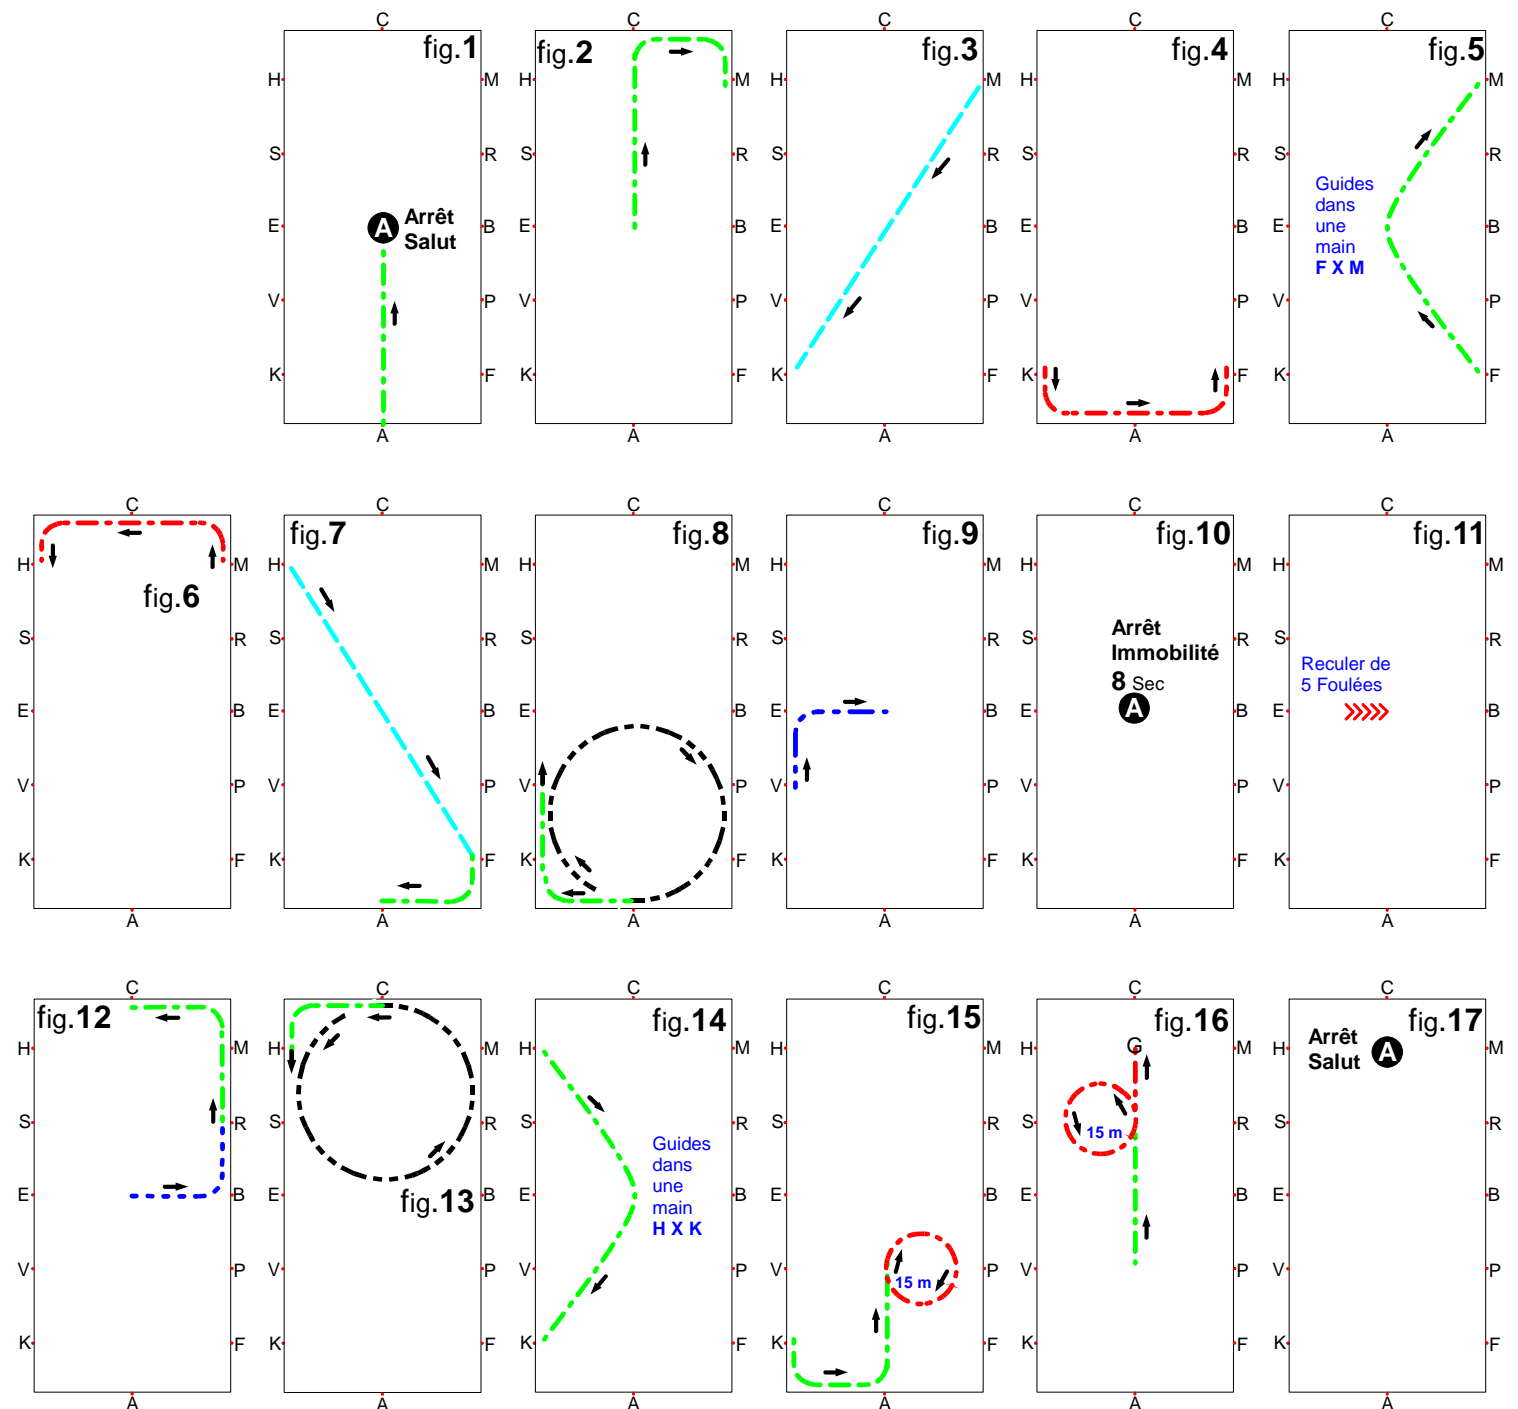 C C C C C
fig.1 fig.2 fig.3 fig.4 fig.5
H M H M H M H M H M
S R S R S R S R S R
Guides
dans
une
main
F X M
E A Arrêt B E B E B E B E B
Salut
V P V P V P V P V P
K F K F K F K F K F
A A A A A
C C C C C C
fig.6 fig.7 fig.8 fig.9 fig.10 fig.11
H M H M H M H M H M H M
S R S R S R S R S R S R
Arrêt
Immobilité
8 Sec
A
Reculer de
5 Foulées
E B E B E B E B E B E B
V P V P V P V P V P V P
K F K F K F K F K F K F
A A A A A A
C C C C C C
fig.12 fig.13 fig.14 fig.15 fig.16 fig.17
Arrêt
Salut
A
H M H M H M H M H G M H M
S R S R S R S R S R S R
15 m
Guides
dans
une
main
H X K
E B E B E B E B E B E B
V P V P V P V P V P V P
15 m
K F K F K F K F K F K F
A A A A A A